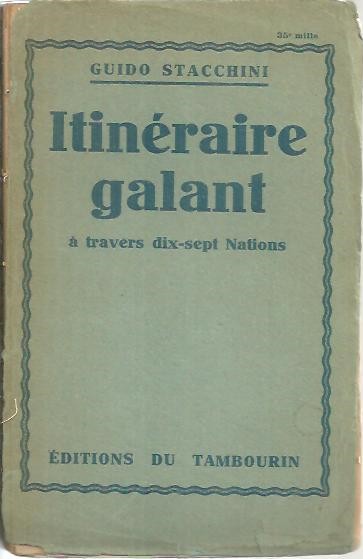 35e mille
GUIDO STACCHINI
Itinéraire
galant
à travers dix-sept Nations
ÉDITIONS DU TAMBOURIN